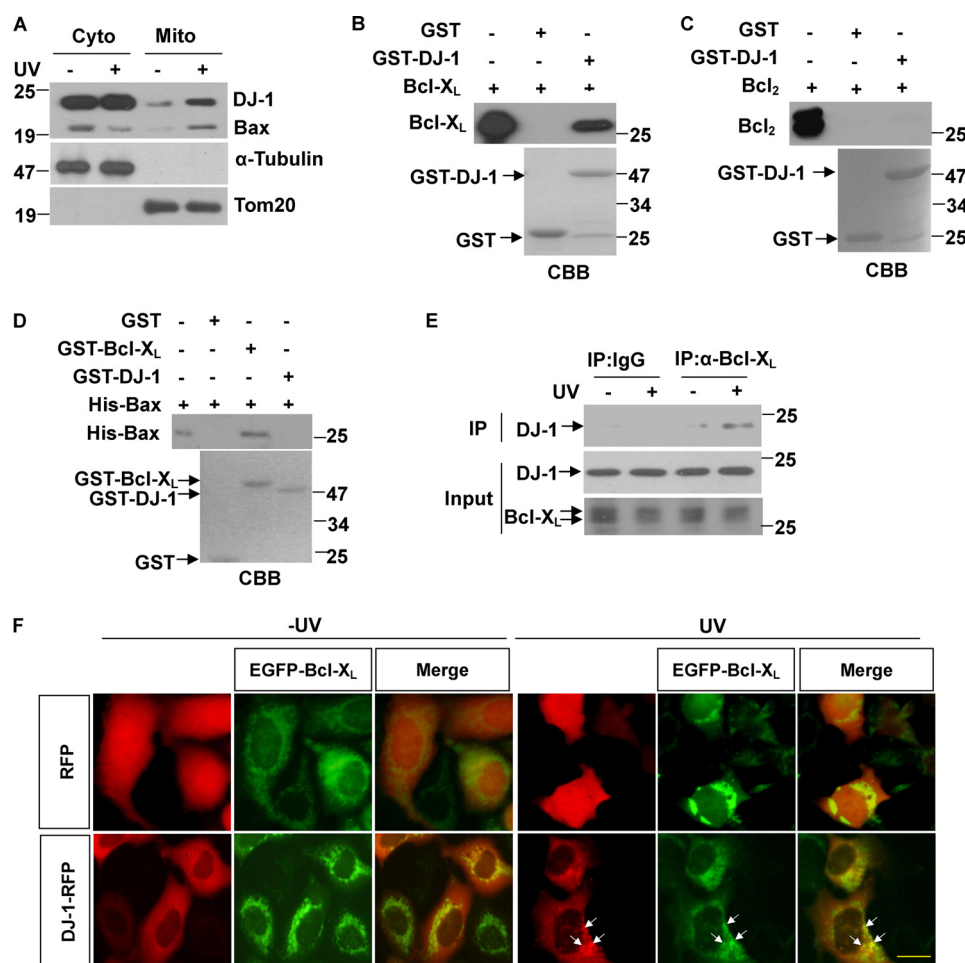 A
Cyto Mito
UV - + - +
25
DJ-1
Bax
19
α-Tubulin
47
Tom20
19
B
GST - + -
GST-DJ-1 - - +
Bcl-XL + + +
Bcl-XL
25
GST-DJ-1
47
34
GST
25
CBB
C
GST - + -
GST-DJ-1 - - +
Bcl2 + + +
Bcl2
25
GST-DJ-1
47
34
GST
25
CBB
D
GST - + - -
GST-Bcl-XL - - + -
GST-DJ-1 - - - +
His-Bax + + + +
His-Bax
25
GST-Bcl-XL
GST-DJ-1
47
34
25
GST
CBB
E
IP:IgG IP:α-Bcl-XL
UV - + - +
25
IP DJ-1
25
DJ-1
Input
Bcl-XL
25
F
-UV UV
EGFP-Bcl-XL Merge EGFP-Bcl-XL Merge
RFP
DJ-1-RFP